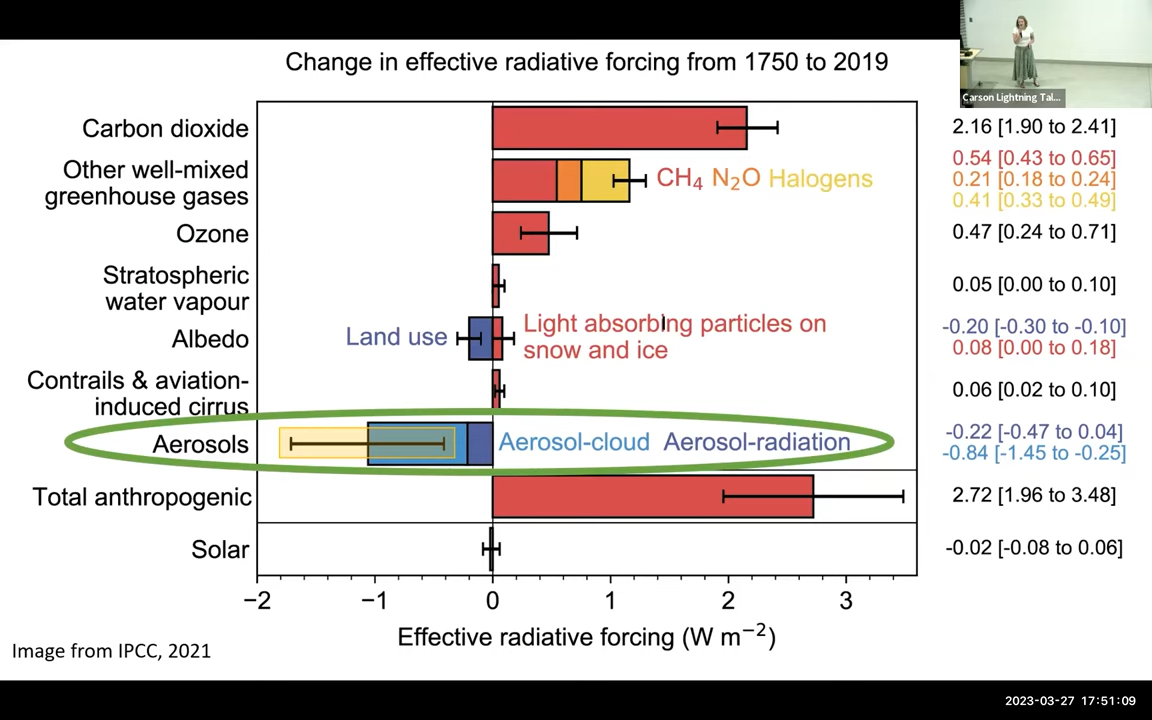 Carson Lightning Tal...
Change in effective radiative forcing from 1750 to 2019
Carbon dioxide
2.16 [1.90 to 2.41]
Other well-mixed
greenhouse gases
CH₄ N₂O Halogens
0.54 [0.43 to 0.65]
0.21 [0.18 to 0.24]
0.41 [0.33 to 0.49]
Ozone
0.47 [0.24 to 0.71]
Stratospheric
water vapour
0.05 [0.00 to 0.10]
Albedo
Land use
Light absorbing particles on
snow and ice
-0.20 [-0.30 to -0.10]
0.08 [0.00 to 0.18]
Contrails & aviation-
induced cirrus
0.06 [0.02 to 0.10]
Aerosols
Aerosol-cloud Aerosol-radiation
-0.22 [-0.47 to 0.04]
-0.84 [-1.45 to -0.25]
Total anthropogenic
2.72 [1.96 to 3.48]
Solar
-0.02 [-0.08 to 0.06]
−2 −1 0 1 2 3
Effective radiative forcing (W m⁻²)
Image from IPCC, 2021
2023-03-27 17:51:09